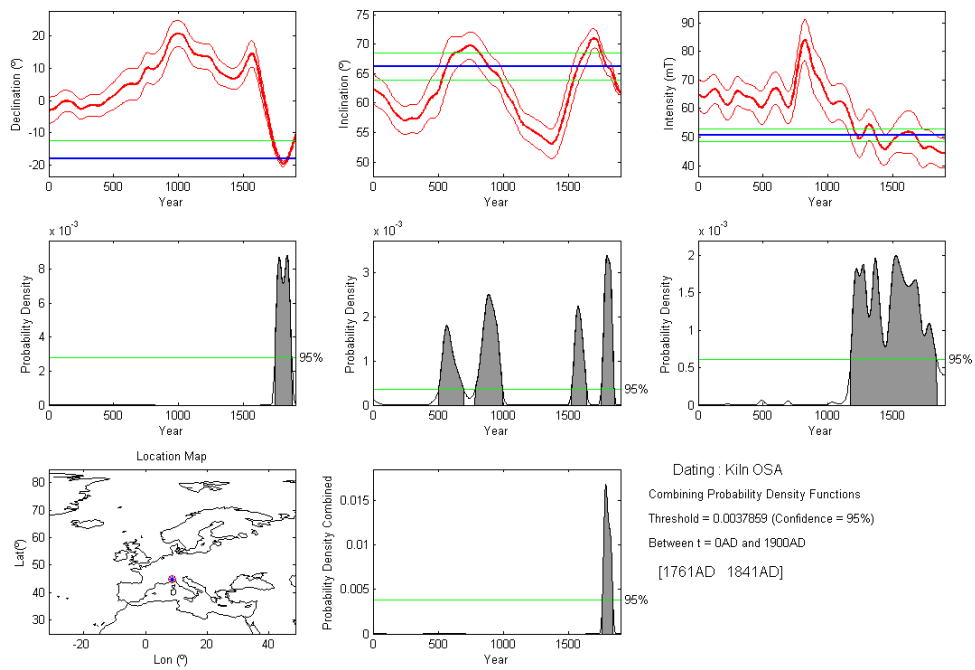 Declination (º)
20
10
0
-10
-20
0 500 1000 1500
Year
Inclination (º)
75
70
65
60
55
50
0 500 1000 1500
Year
Intensity (mT)
100
90
80
70
60
50
40
0 500 1000 1500
Year
x 10⁻³
Probability Density
8
6
4
2
0
95%
0 500 1000 1500
Year
x 10⁻³
Probability Density
3
2
1
0
95%
0 500 1000 1500
Year
x 10⁻³
Probability Density
2
1.5
1
0.5
0
95%
0 500 1000 1500
Year
Location Map
Lat(º)
80
70
60
50
40
30
-20 0 20 40
Lon (º)
Probability Density Combined
0.015
0.01
0.005
0
95%
0 500 1000 1500
Year
Dating : Kiln OSA
Combining Probability Density Functions
Threshold = 0.0037859 (Confidence = 95%)
Between t = 0AD and 1900AD
[1761AD 1841AD]